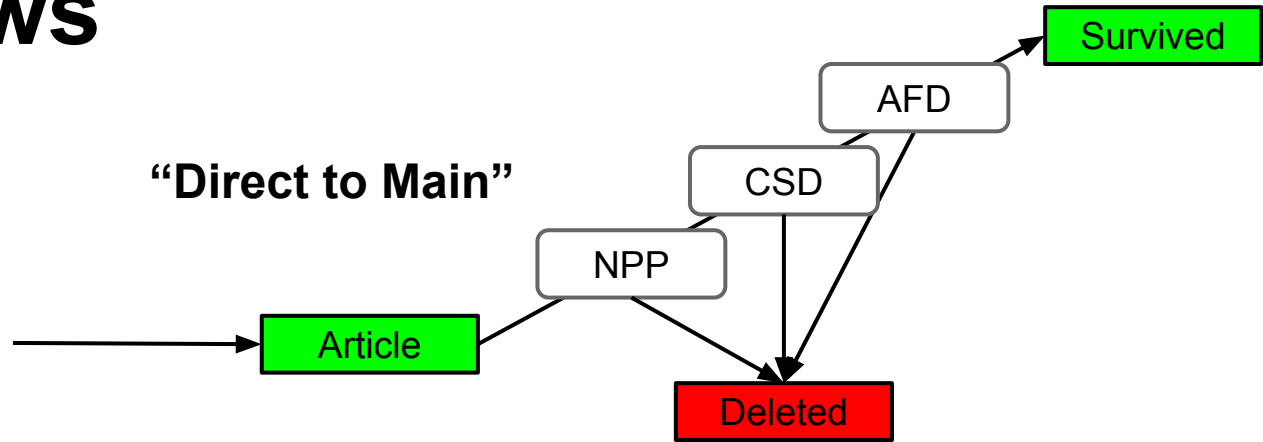 ws
Survived
AFD
“Direct to Main”
CSD
NPP
Article
Deleted